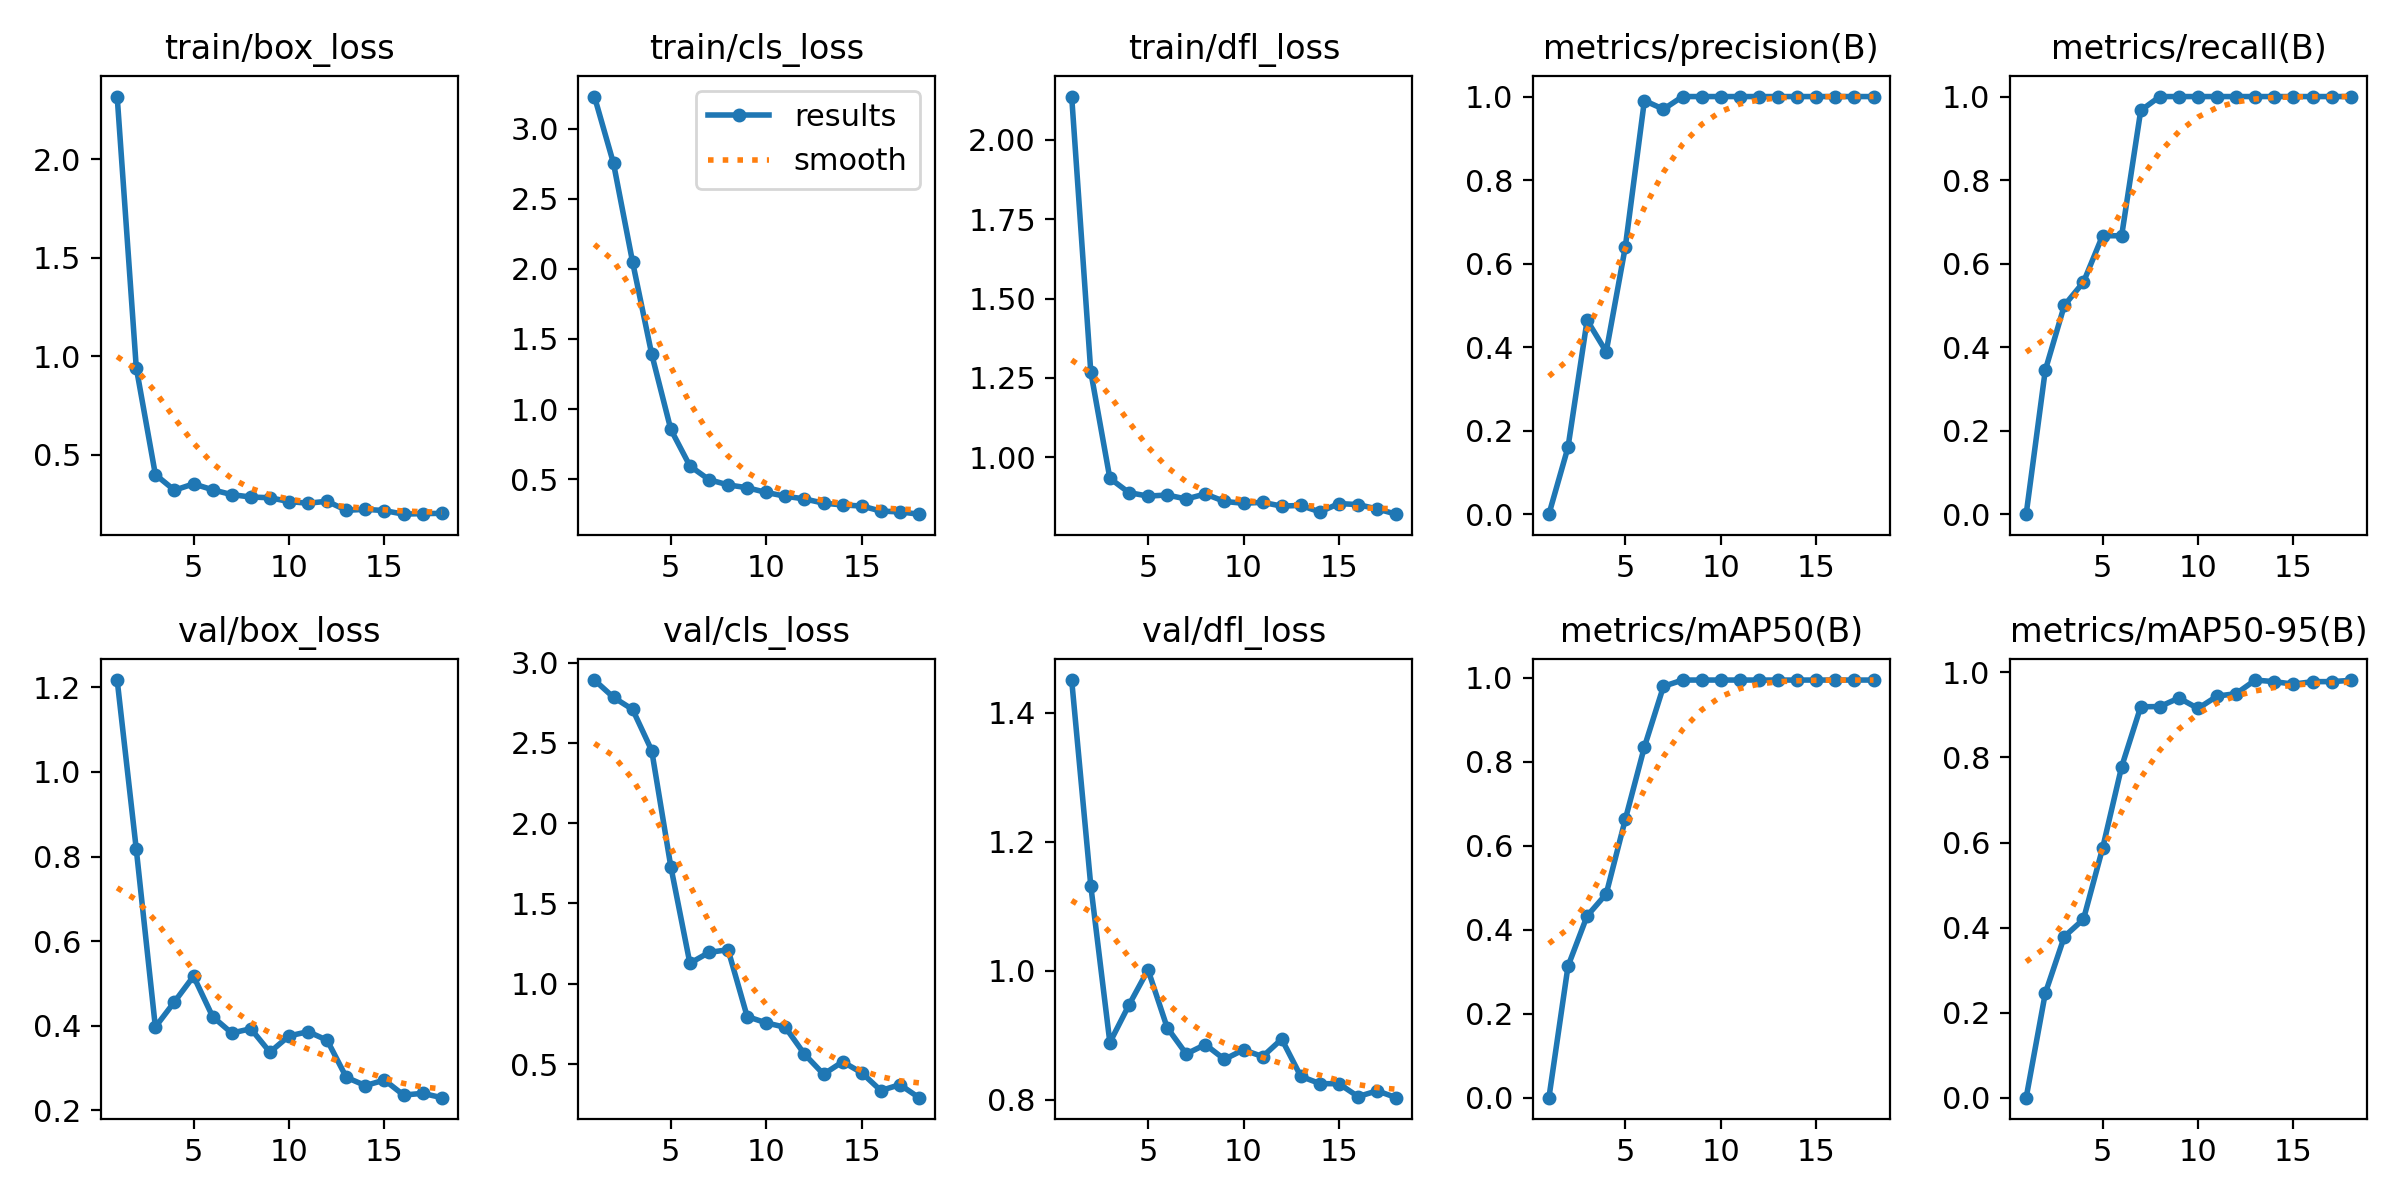 train/box_loss
2.0
1.5
1.0
0.5
5 10 15
train/cls_loss
results
smooth
3.0
2.5
2.0
1.5
1.0
0.5
5 10 15
train/dfl_loss
2.00
1.75
1.50
1.25
1.00
5 10 15
metrics/precision(B)
1.0
0.8
0.6
0.4
0.2
0.0
5 10 15
metrics/recall(B)
1.0
0.8
0.6
0.4
0.2
0.0
5 10 15
val/box_loss
1.2
1.0
0.8
0.6
0.4
0.2
5 10 15
val/cls_loss
3.0
2.5
2.0
1.5
1.0
0.5
5 10 15
val/dfl_loss
1.4
1.2
1.0
0.8
5 10 15
metrics/mAP50(B)
1.0
0.8
0.6
0.4
0.2
0.0
5 10 15
metrics/mAP50-95(B)
1.0
0.8
0.6
0.4
0.2
0.0
5 10 15